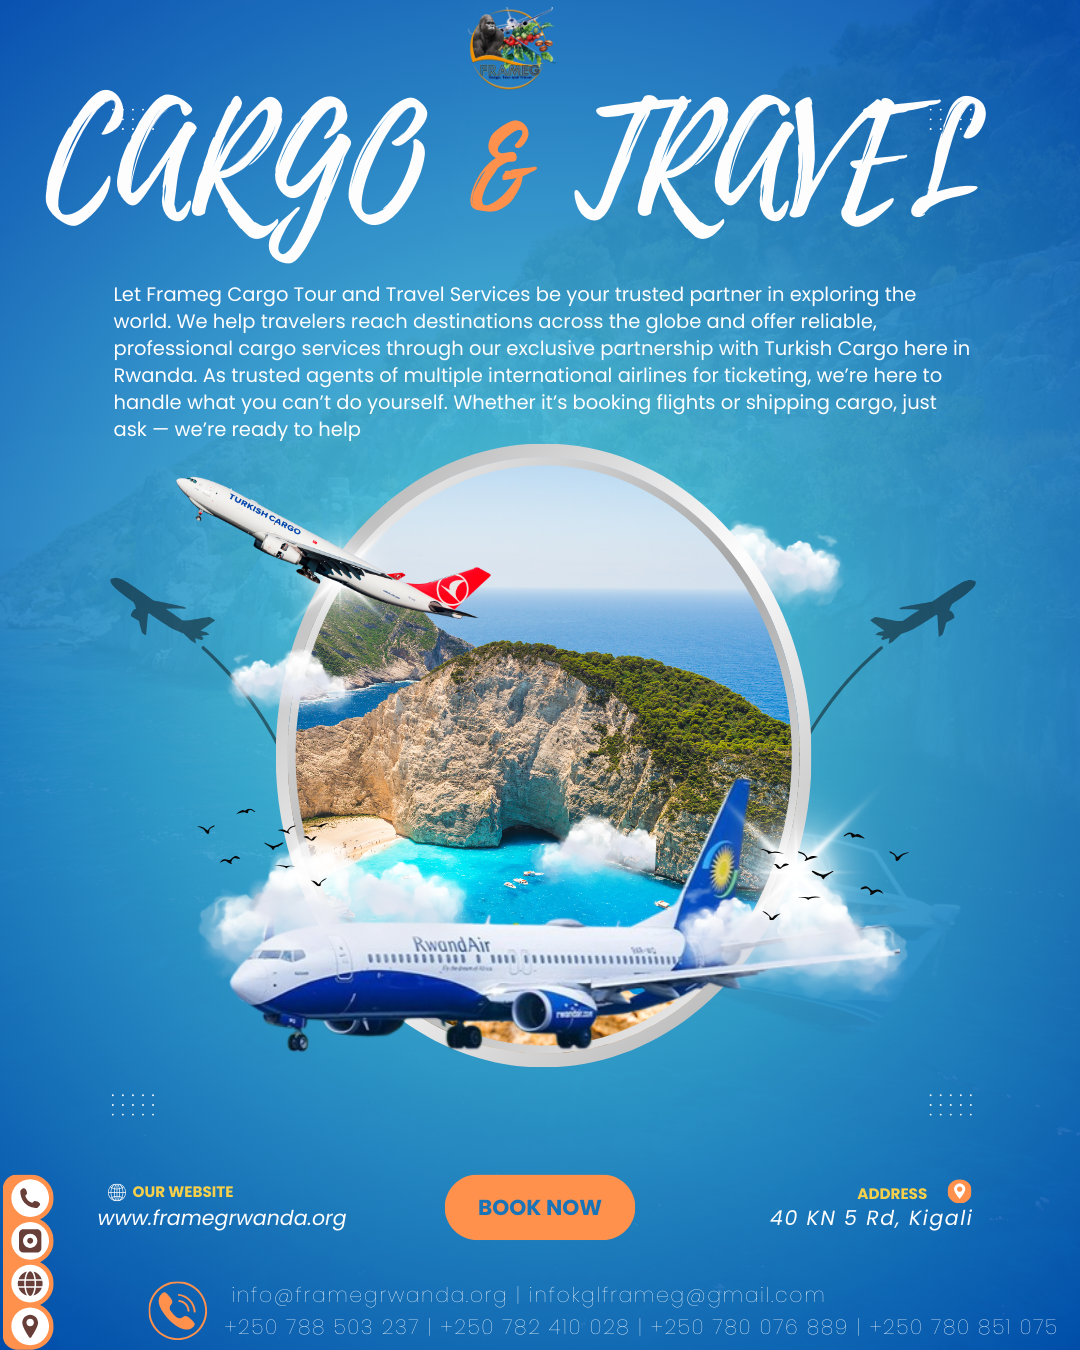 FRAMEG
CARGO & TRAVEL
Let Frameg Cargo Tour and Travel Services be your trusted partner in exploring the
world. We help travelers reach destinations across the globe and offer reliable,
professional cargo services through our exclusive partnership with Turkish Cargo here in
Rwanda. As trusted agents of multiple international airlines for ticketing, we’re here to
handle what you can’t do yourself. Whether it’s booking flights or shipping cargo, just
ask — we’re ready to help
TURKISH CARGO
RwandAir
rwandair.com
OUR WEBSITE
www.framegrwanda.org
BOOK NOW
ADDRESS
40 KN 5 Rd, Kigali
info@framegrwanda.org | infokglframeg@gmail.com
+250 788 503 237 | +250 782 410 028 | +250 780 076 889 | +250 780 851 075